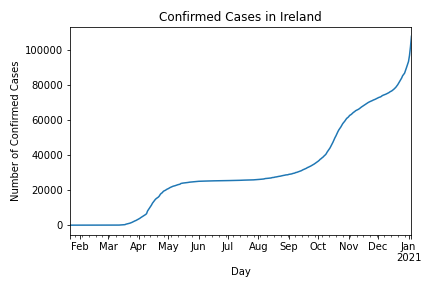 Confirmed Cases in Ireland
Number of Confirmed Cases
100000
80000
60000
40000
20000
0
Feb Mar Apr May Jun Jul Aug Sep Oct Nov Dec Jan
2021
Day